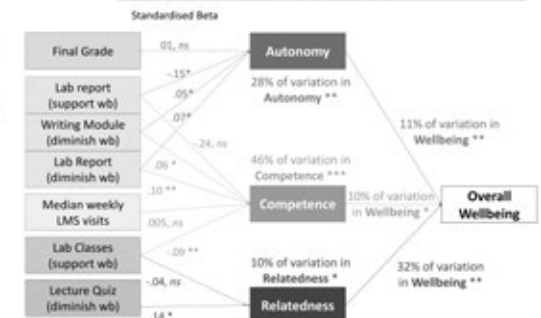 Standardised Beta
Final Grade
.01, ns
Autonomy
-.15*
Lab report
(support wb)
.05*
28% of variation in
Autonomy **
.07*
Writing Module
(diminish wb)
11% of variation in
Wellbeing **
-.24, ns
Lab Report
(diminish wb)
.06 *
46% of variation in
Competence ***
.10 **
Median weekly
LMS visits
Competence
10% of variation
in Wellbeing *
Overall
Wellbeing
.005, ns
Lab Classes
(support wb)
-.09 **
10% of variation in
Relatedness *
32% of variation
in Wellbeing **
-.04, ns
Lecture Quiz
(diminish wb)
Relatedness
.14 *